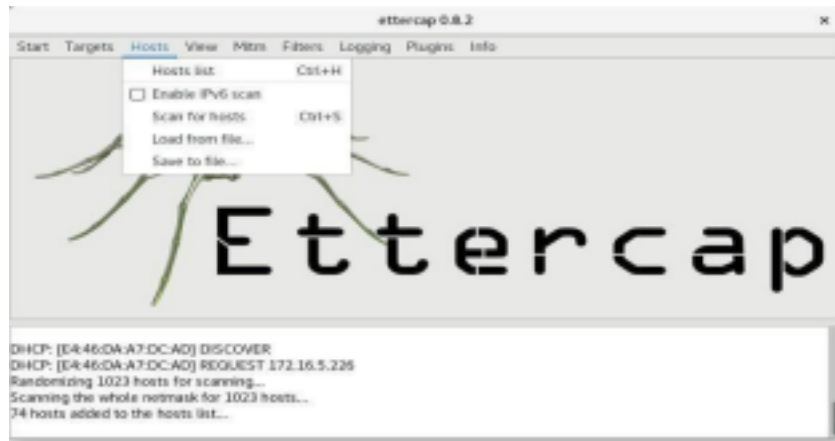 ettercap 0.8.2
Start Targets Hosts View Mitm Filters Logging Plugins Info
Hosts list Ctrl+H
Enable IPv6 scan
Scan for hosts Ctrl+S
Load from file...
Save to file...
Ettercap
DHCP: [E4:46:DA:A7:DC:AD] DISCOVER
DHCP: [E4:46:DA:A7:DC:AD] REQUEST 172.16.5.226
Randomizing 1023 hosts for scanning...
Scanning the whole netmask for 1023 hosts...
74 hosts added to the hosts list...